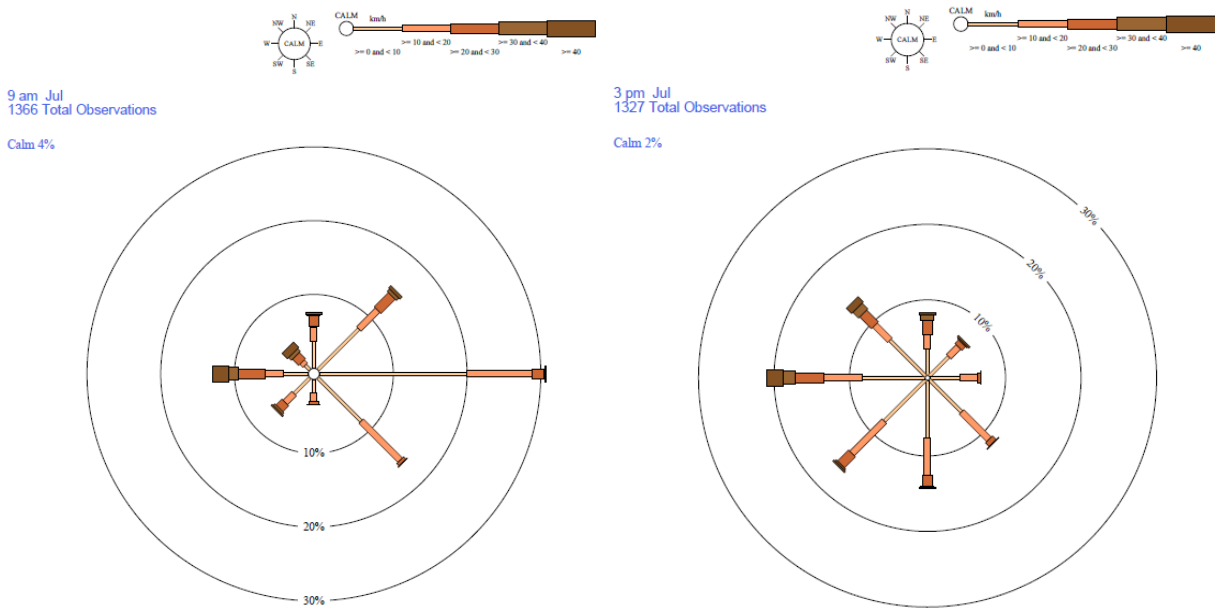 N
NW NE
W CALM E
SW SE
S
CALM km/h
>= 10 and < 20 >= 30 and < 40
>= 0 and < 10 >= 20 and < 30 >= 40
9 am Jul
1366 Total Observations
Calm 4%
10%
20%
30%
N
NW NE
W CALM E
SW SE
S
CALM km/h
>= 10 and < 20 >= 30 and < 40
>= 0 and < 10 >= 20 and < 30 >= 40
3 pm Jul
1327 Total Observations
Calm 2%
30%
20%
10%